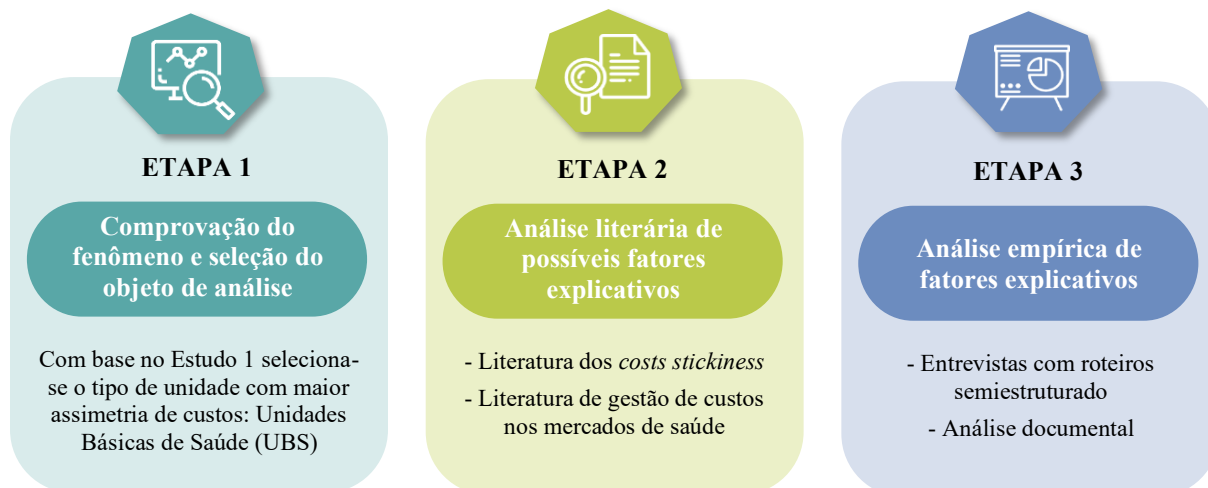 ETAPA 1
Comprovação do
fenômeno e seleção do
objeto de análise
Com base no Estudo 1 seleciona-
se o tipo de unidade com maior
assimetria de custos: Unidades
Básicas de Saúde (UBS)
ETAPA 2
Análise literária de
possíveis fatores
explicativos
- Literatura dos costs stickiness
- Literatura de gestão de custos
nos mercados de saúde
ETAPA 3
Análise empírica de
fatores explicativos
- Entrevistas com roteiros
semiestruturado
- Análise documental